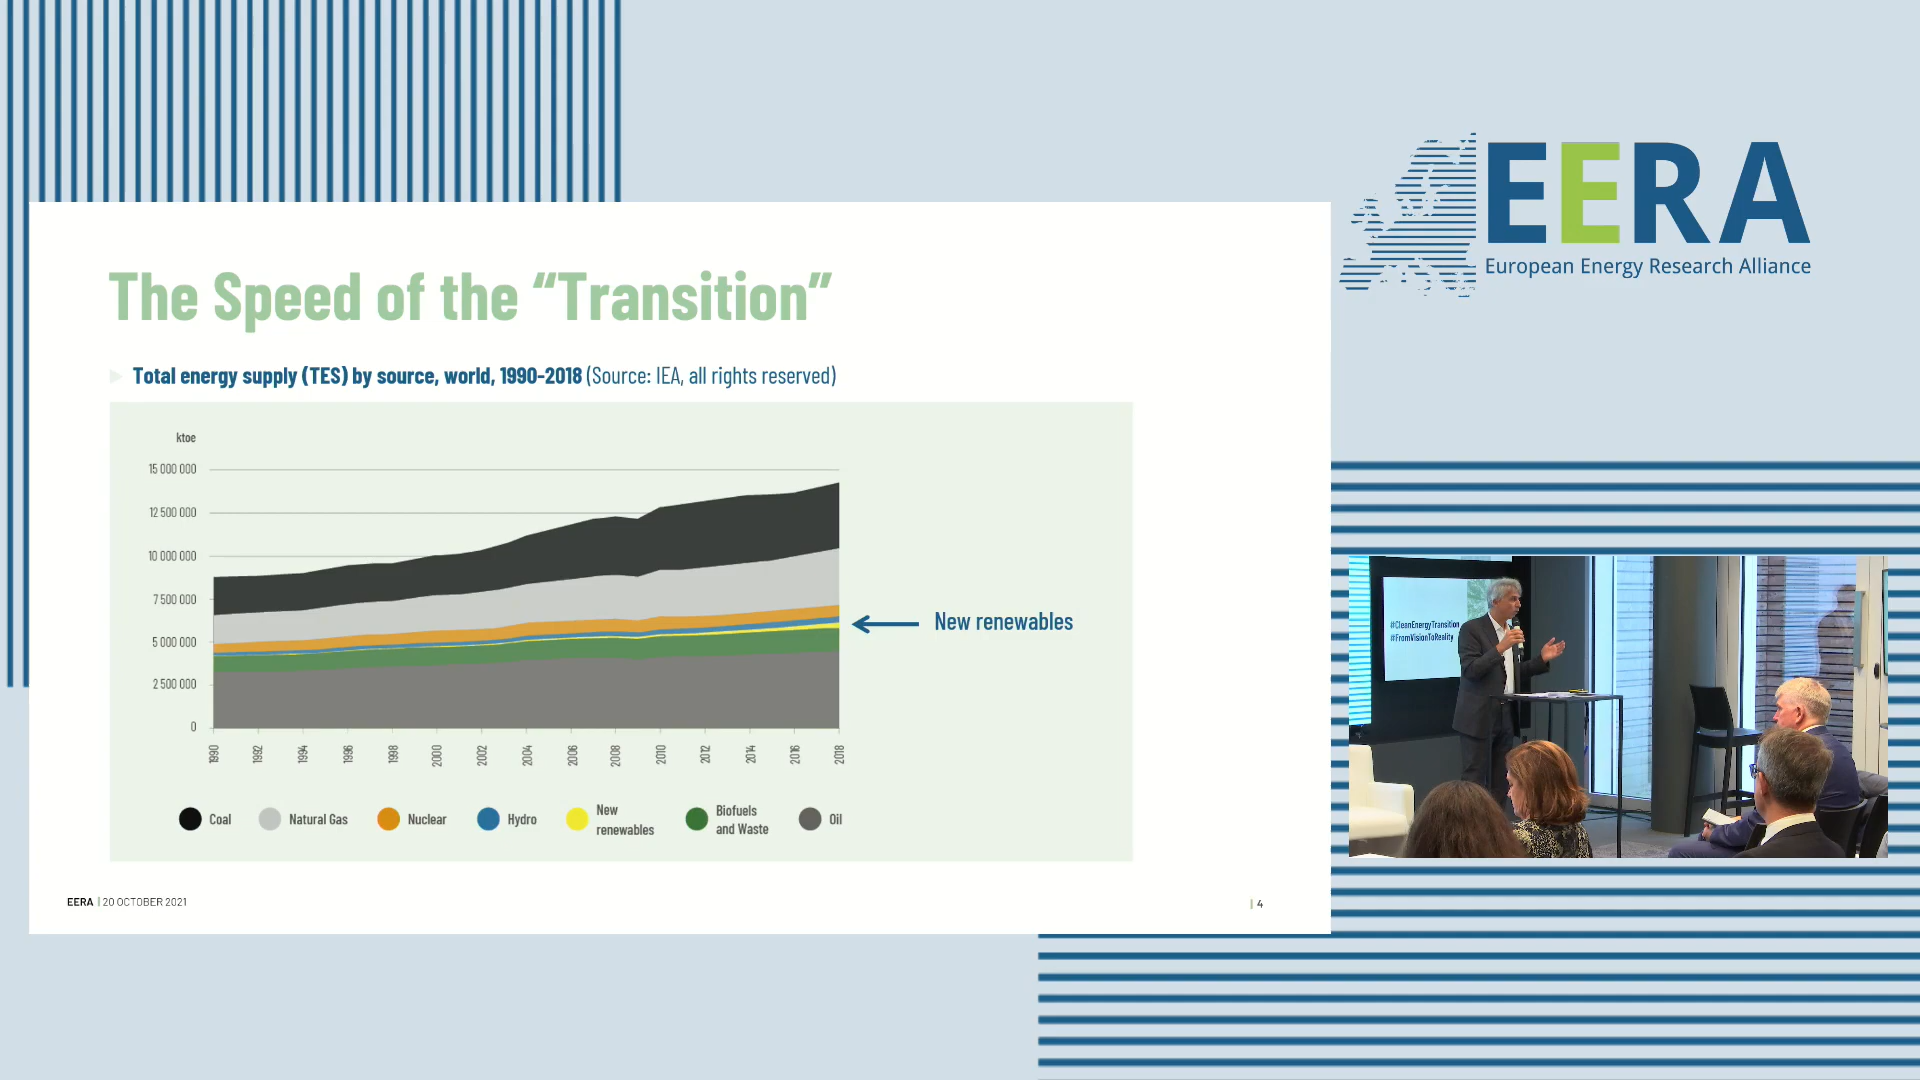 EERA
European Energy Research Alliance
The Speed of the “Transition”
Total energy supply (TES) by source, world, 1990-2018 (Source: IEA, all rights reserved)
ktoe
15 000 000
12 500 000
10 000 000
7 500 000
5 000 000
2 500 000
0
1990
1992
1994
1996
1998
2000
2002
2004
2006
2008
2010
2012
2014
2016
2018
New renewables
Coal
Natural Gas
Nuclear
Hydro
New
renewables
Biofuels
and Waste
Oil
EERA | 20 OCTOBER 2021
| 4
#CleanEnergyTransition
#FromVisionToReality